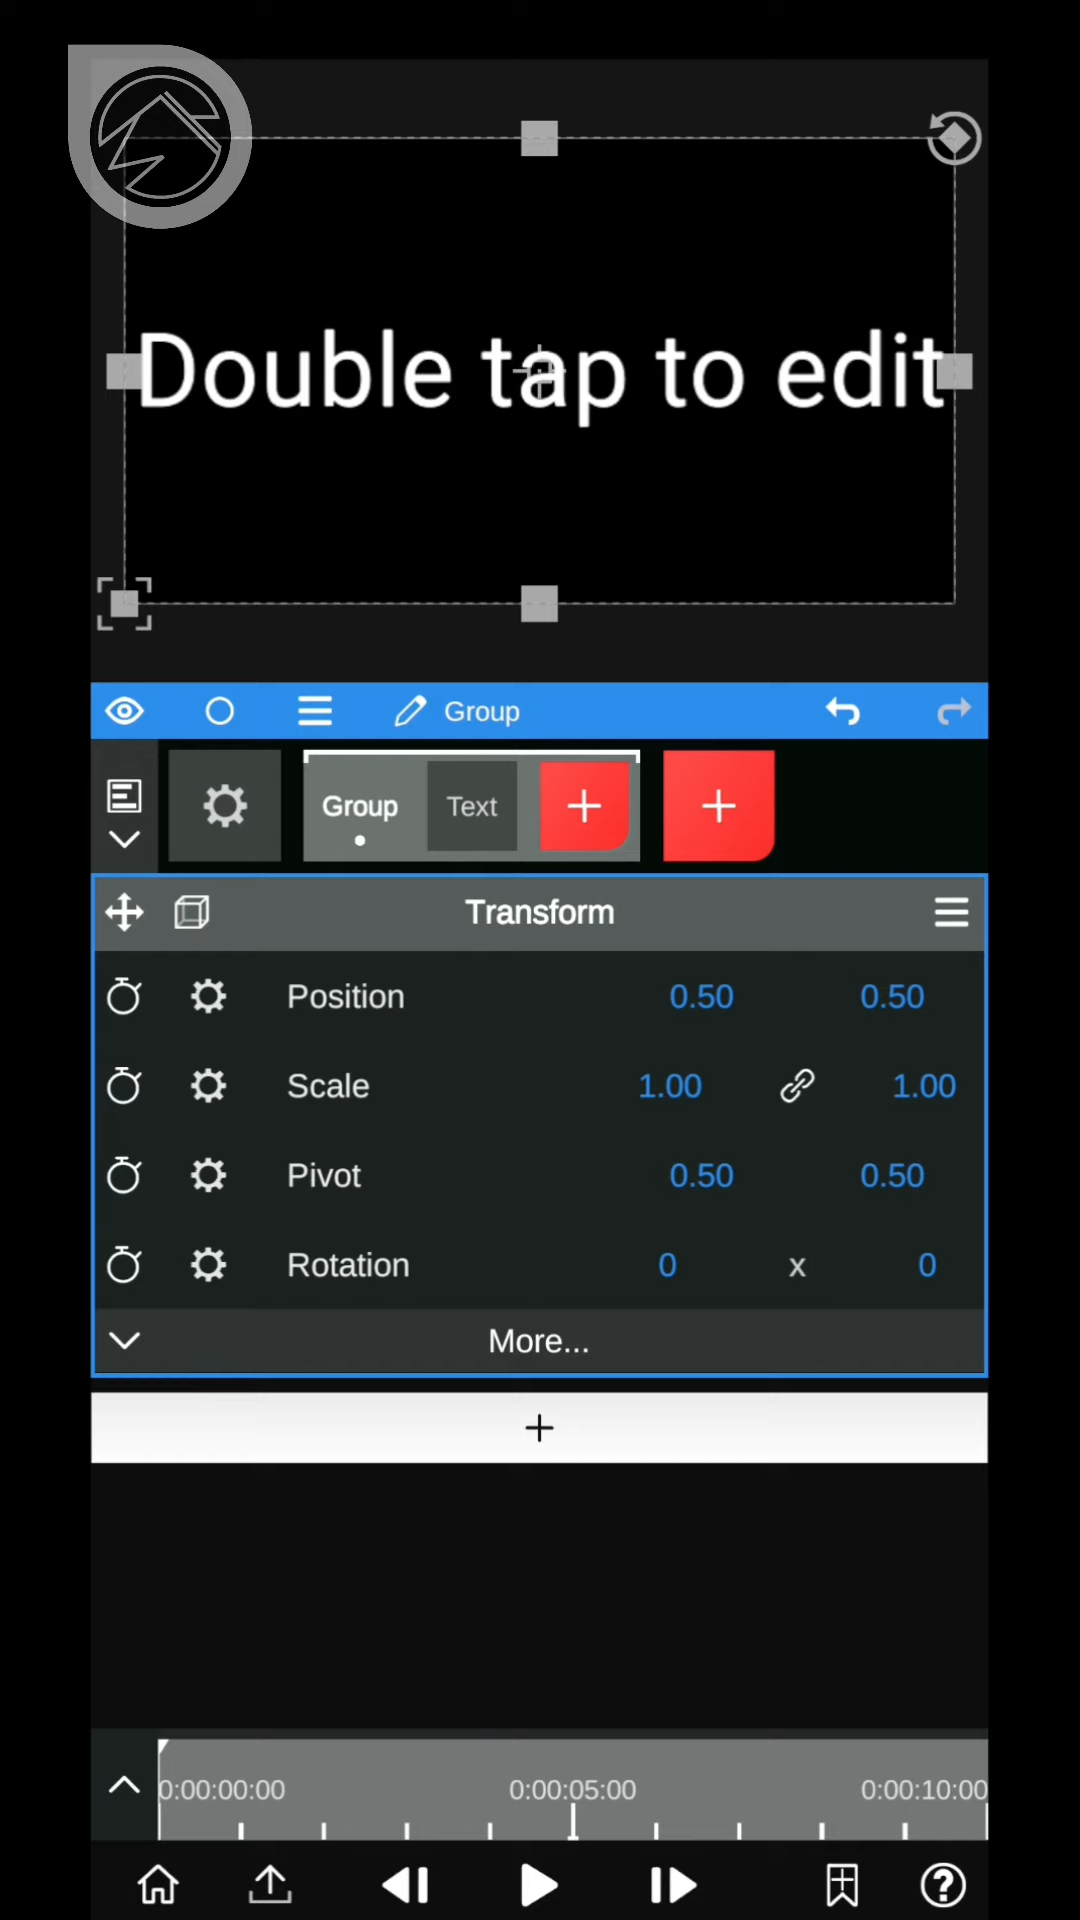 Double tap to edit
Group
Group Text
Transform
Position 0.50 0.50
Scale 1.00 1.00
Pivot 0.50 0.50
Rotation 0 x 0
More...
0:00:00:00 0:00:05:00 0:00:10:00